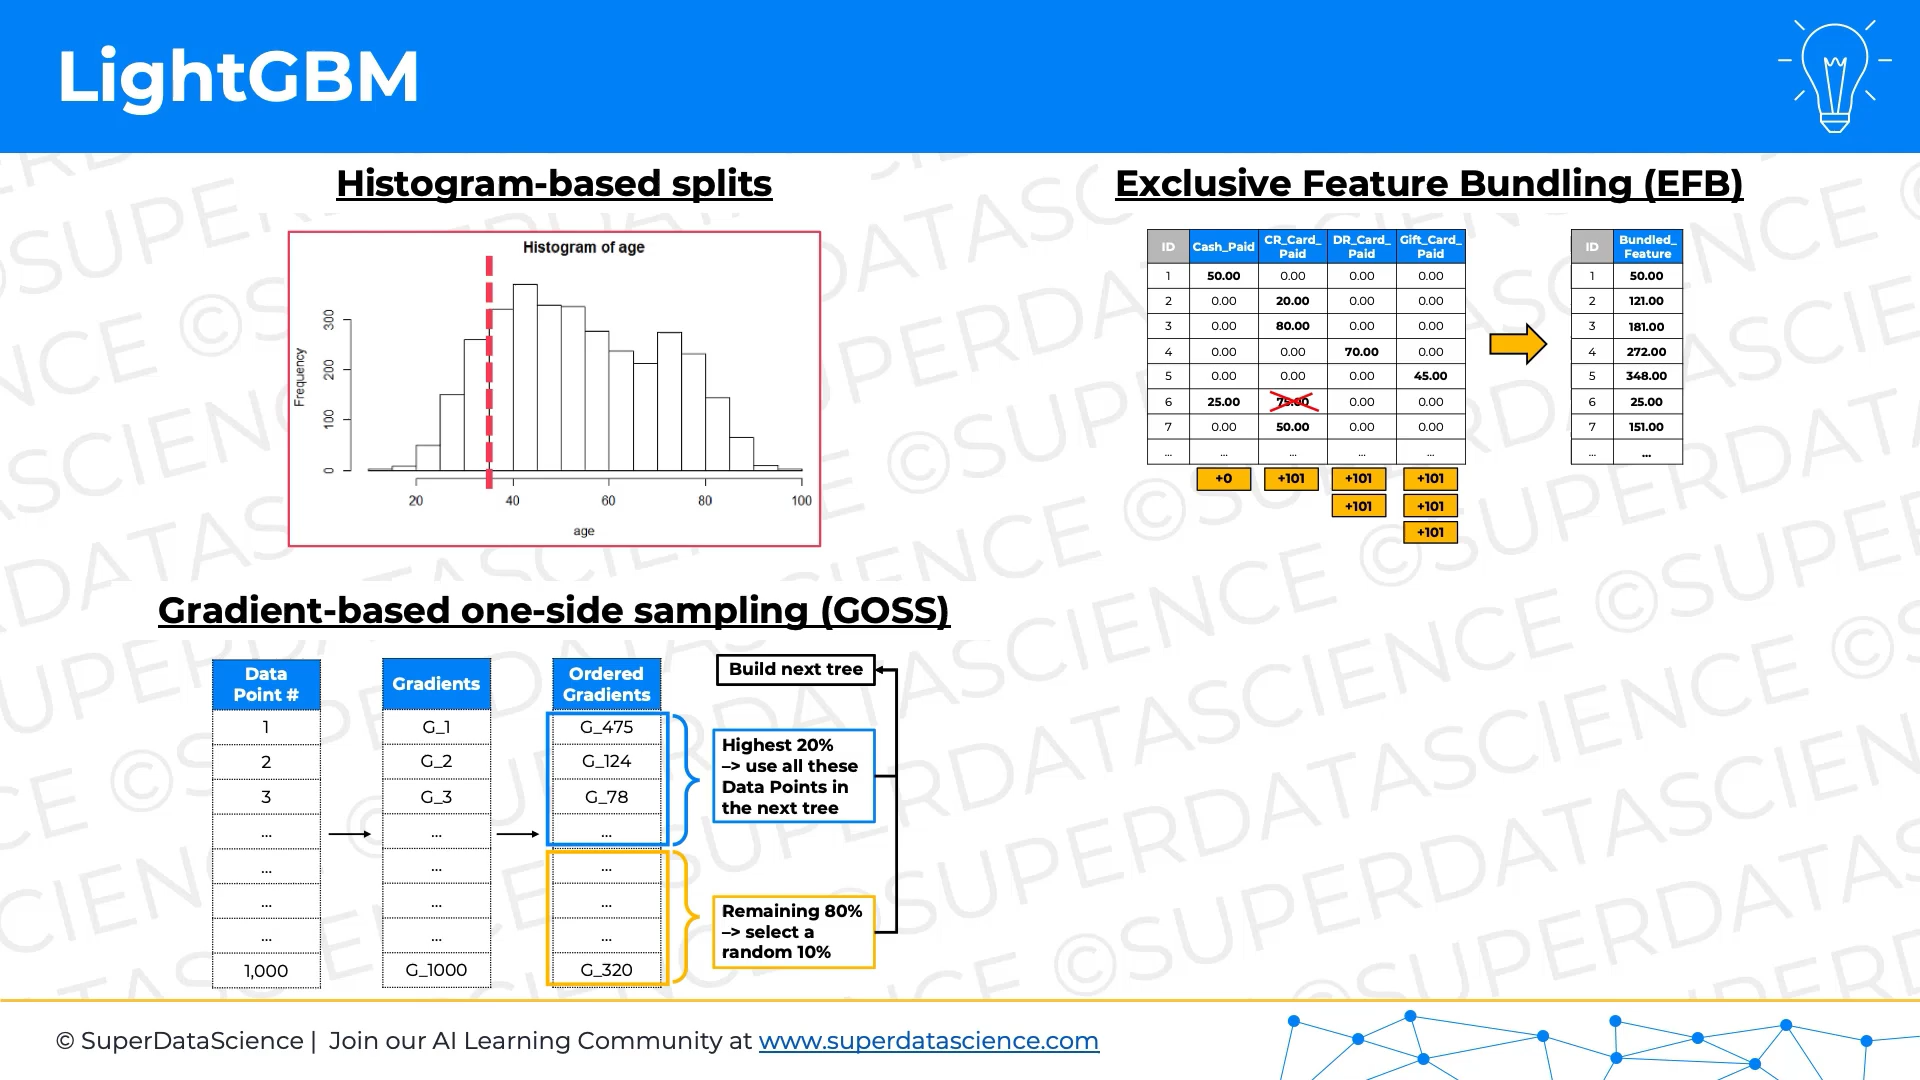 LightGBM
Histogram-based splits
Histogram of age
Frequency
0 100 200 300
20 40 60 80 100
age
Exclusive Feature Bundling (EFB)
ID Cash_Paid CR_Card_Paid DR_Card_Paid Gift_Card_Paid
1 50.00 0.00 0.00 0.00
2 0.00 20.00 0.00 0.00
3 0.00 80.00 0.00 0.00
4 0.00 0.00 70.00 0.00
5 0.00 0.00 0.00 45.00
6 25.00 75.00 0.00 0.00
7 0.00 50.00 0.00 0.00
... ... ... ... ...
+0 +101 +101 +101
+101 +101
+101
ID Bundled_Feature
1 50.00
2 121.00
3 181.00
4 272.00
5 348.00
6 25.00
7 151.00
... ...
Gradient-based one-side sampling (GOSS)
Data Point #
1
2
3
...
...
...
...
1,000
Gradients
G_1
G_2
G_3
...
...
...
...
G_1000
Ordered Gradients
G_475
G_124
G_78
...
...
...
...
G_320
Build next tree
Highest 20%
–> use all these
Data Points in
the next tree
Remaining 80%
–> select a
random 10%
©SUPERDATASCIENCE
© SuperDataScience | Join our AI Learning Community at www.superdatascience.com